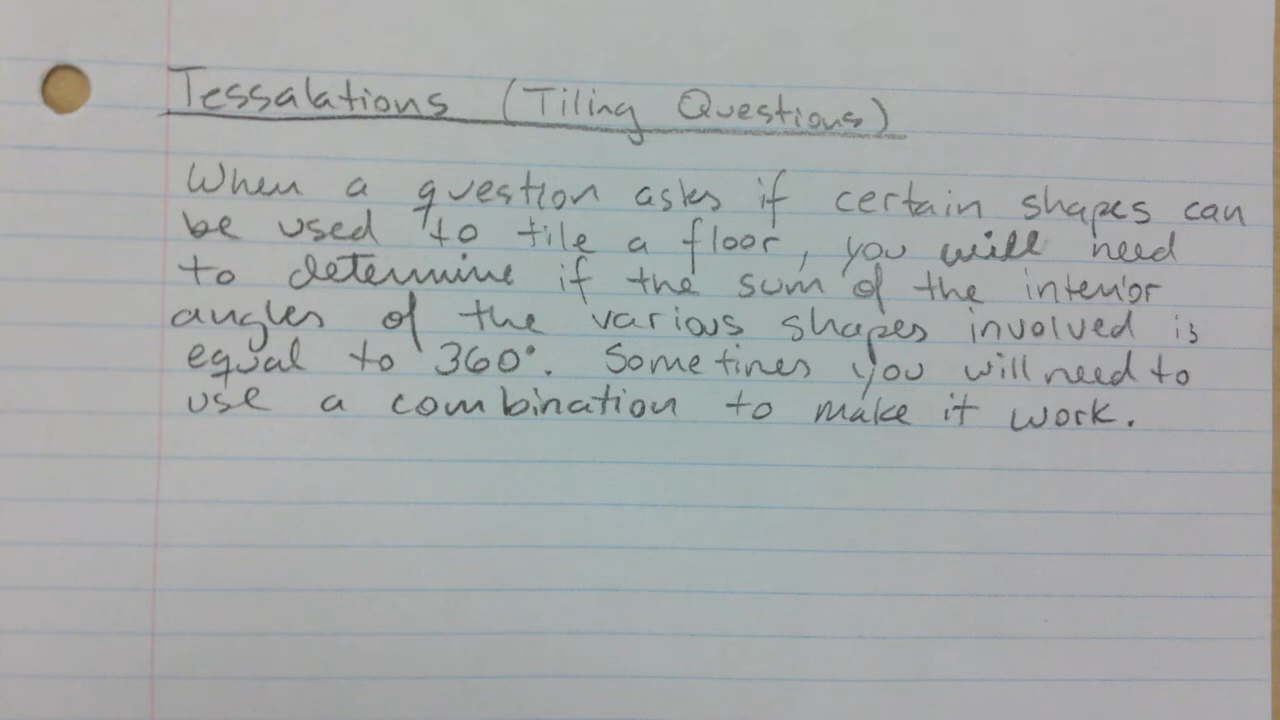 Tessalations (Tiling Questions)
When a question asks if certain shapes can
be used to tile a floor, you will need
to determine if the sum of the interior
angles of the various shapes involved is
equal to 360°. Sometimes you will need to
use a combination to make it work.